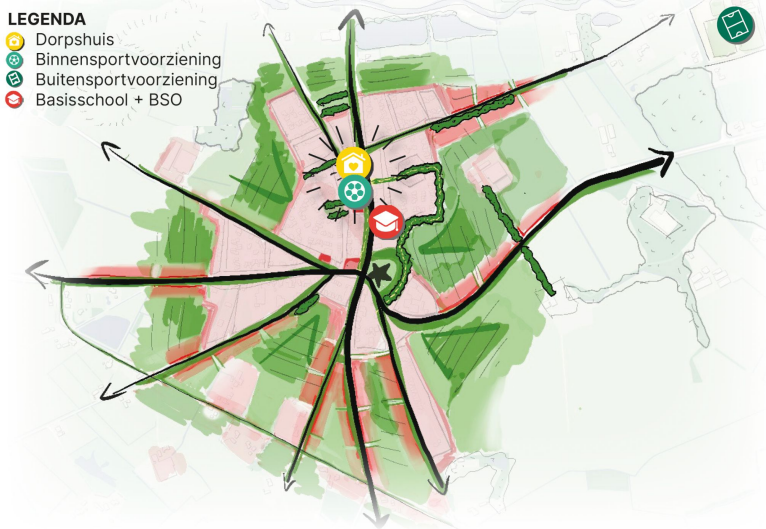 LEGENDA
Dorpshuis
Binnensportvoorziening
Buitensportvoorziening
Basisschool + BSO